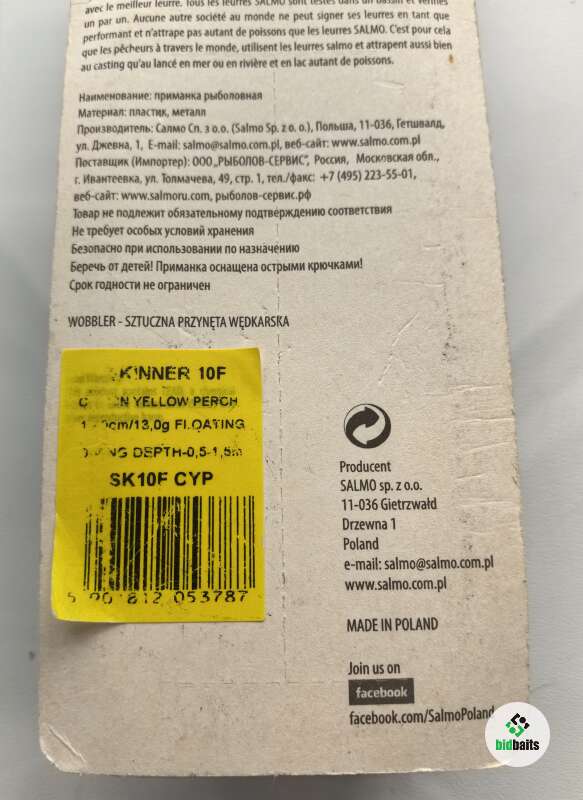 avec le meilleur leurre. Tous les leurres SALMO sont testés dans un bassin et vérifiés
un par un. Aucune autre société au monde ne peut signer ses leurres en tant que
performant et n'attrape pas autant de poissons que les leurres SALMO. C'est pour cela
que les pêcheurs à travers le monde, utilisent les leurres salmo et attrapent aussi bien
au casting qu'au lancé en mer ou en rivière et en lac autant de poissons.
Наименование: приманка рыболовная
Материал: пластик, металл
Производитель: Салмо Сп. з о.о. (Salmo Sp. z o. o.), Польша, 11-036, Гетшвалд,
ул. Джевна, 1, E-mail: salmo@salmo.com.pl, веб-сайт: www.salmo.com.pl
Поставщик (Импортер): ООО „РЫБОЛОВ-СЕРВИС", Россия, Московская обл.,
г. Ивантеевка, ул. Толмачева, 49, стр. 1, тел./факс: +7 (495) 223-55-01,
веб-сайт: www.salmoru.com, рыболов-сервис.рф
Товар не подлежит обязательному подтверждению соответствия
Не требует особых условий хранения
Безопасно при использовании по назначению
Беречь от детей! Приманка оснащена острыми крючками!
Срок годности не ограничен
WOBBLER - SZTUCZNA PRZYNĘTA WĘDKARSKA
KINNER 10F
YELLOW PERCH
0cm/13,0g FLOATING
NG DEPTH-0,5-1,5m
SK10F CYP
5 901812 053787
Producent
SALMO sp. z o.o.
11-036 Gietrzwałd
Drzewna 1
Poland
e-mail: salmo@salmo.com.pl
www.salmo.com.pl
MADE IN POLAND
Join us on
facebook
facebook.com/SalmoPoland
bidbaits